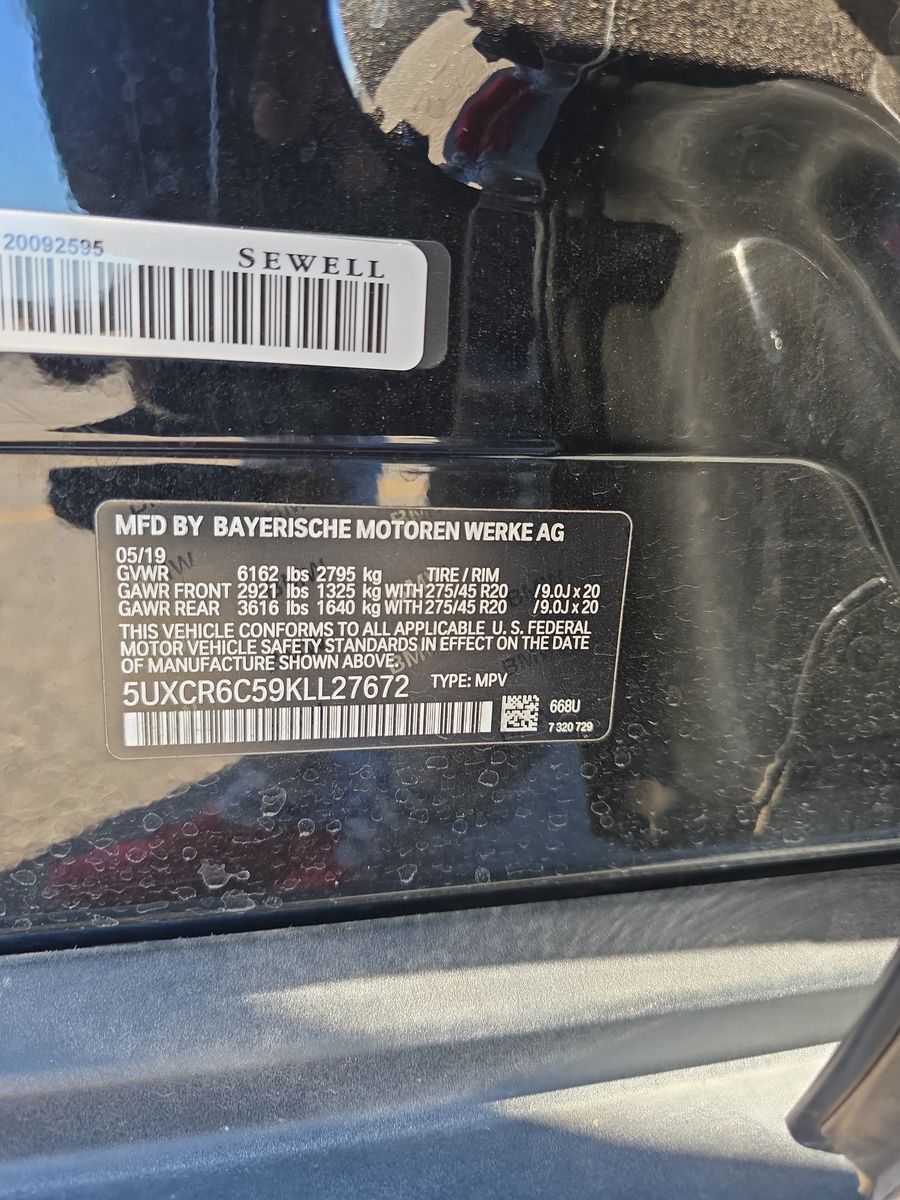 20092595
SEWELL
MFD BY BAYERISCHE MOTOREN WERKE AG
05/19
GVWR 6162 lbs 2795 kg TIRE / RIM
GAWR FRONT 2921 lbs 1325 kg WITH 275/45 R20 /9.0J x 20
GAWR REAR 3616 lbs 1640 kg WITH 275/45 R20 /9.0J x 20
THIS VEHICLE CONFORMS TO ALL APPLICABLE U. S. FEDERAL
MOTOR VEHICLE SAFETY STANDARDS IN EFFECT ON THE DATE
OF MANUFACTURE SHOWN ABOVE.
5UXCR6C59KLL27672 TYPE: MPV
668U
7 320 729